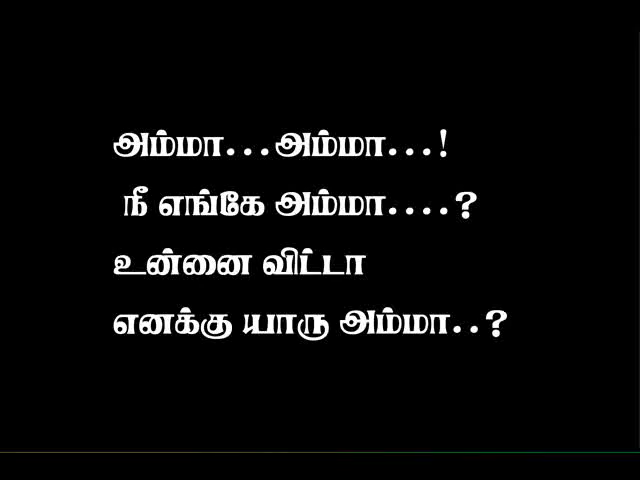 அம்மா...அம்மா...!
நீ எங்கே அம்மா....?
உன்னை விட்டா
எனக்கு யாரு அம்மா..?